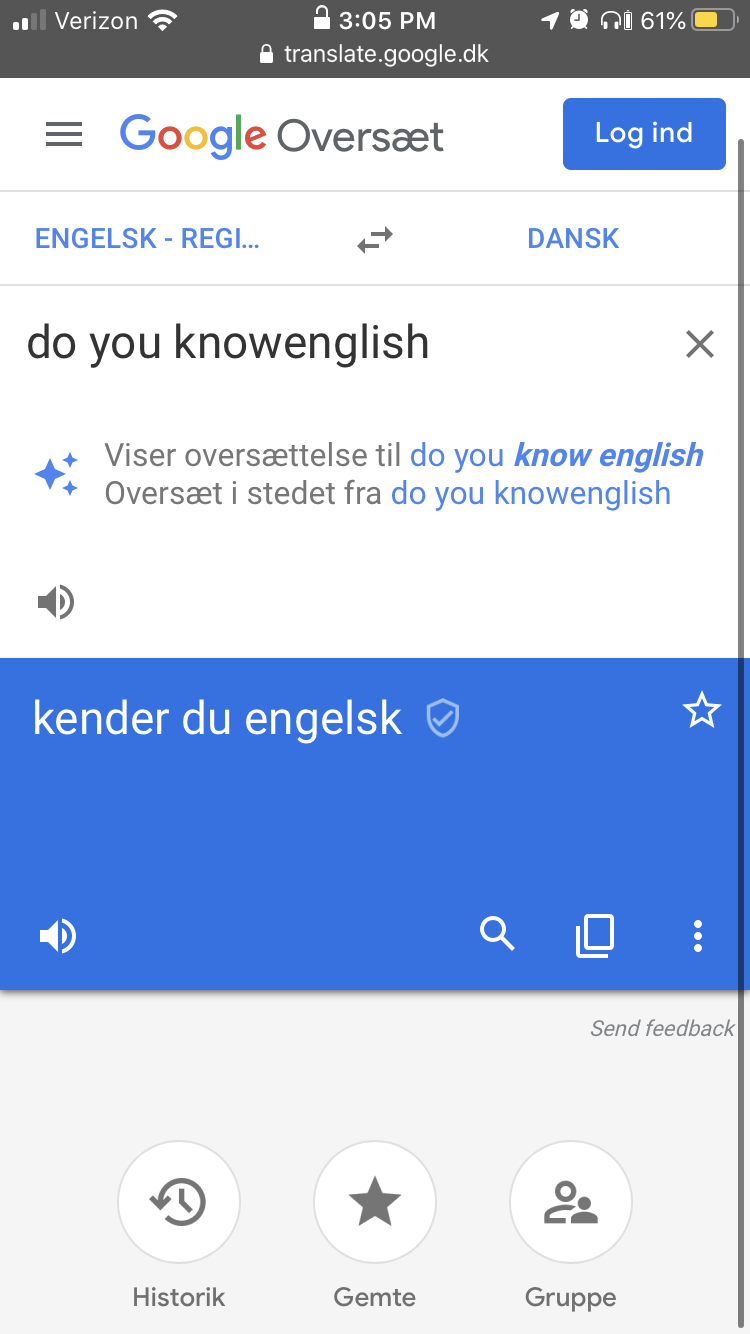 Verizon 3:05 PM 61%
translate.google.dk
Google Oversæt Log ind
ENGELSK - REGI... DANSK
do you knowenglish
Viser oversættelse til do you know english
Oversæt i stedet fra do you knowenglish
kender du engelsk
Send feedback
Historik Gemte Gruppe